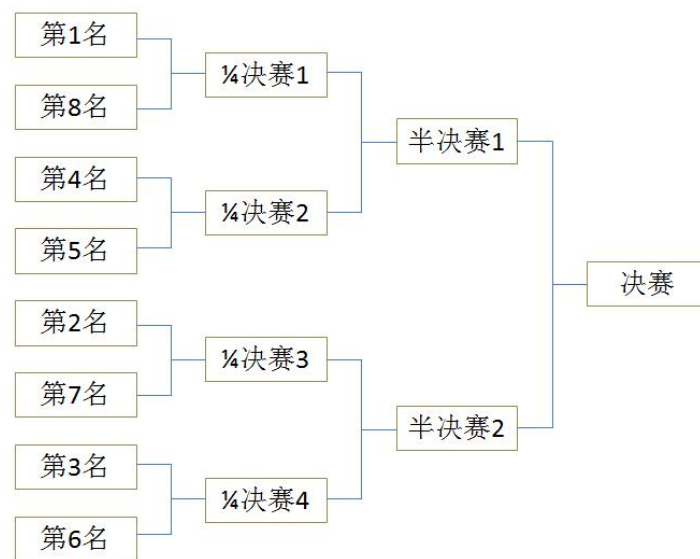 第1名
第8名
第4名
第5名
第2名
第7名
第3名
第6名
¼决赛1
¼决赛2
¼决赛3
¼决赛4
半决赛1
半决赛2
决赛